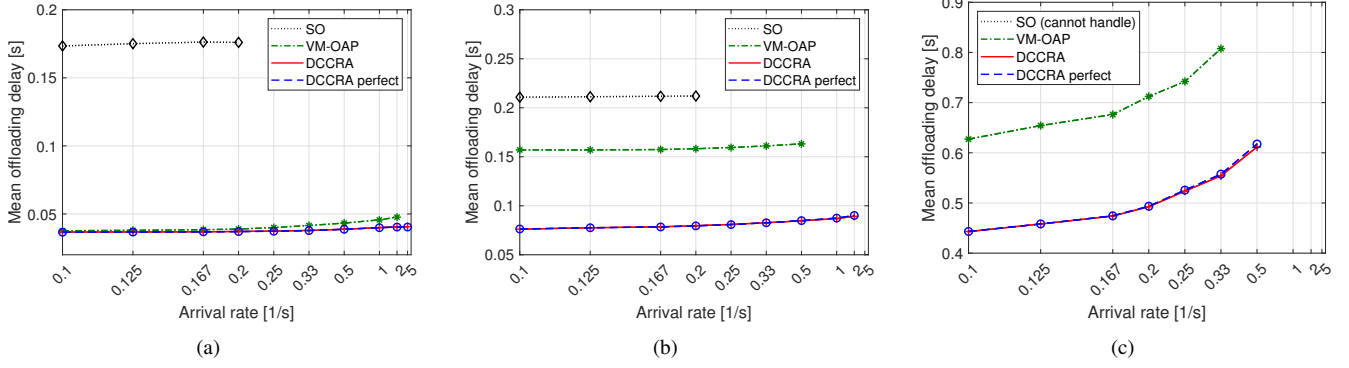 0.2
0.15
0.1
0.05
Mean offloading delay [s]
SO
VM-OAP
DCCRA
DCCRA perfect
0.1
0.125
0.167
0.2
0.25
0.33
0.5
1
2
5
Arrival rate [1/s]
(a)
0.3
0.25
0.2
0.15
0.1
0.05
Mean offloading delay [s]
SO
VM-OAP
DCCRA
DCCRA perfect
0.1
0.125
0.167
0.2
0.25
0.33
0.5
1
2
5
Arrival rate [1/s]
(b)
0.9
0.8
0.7
0.6
0.5
0.4
Mean offloading delay [s]
SO (cannot handle)
VM-OAP
DCCRA
DCCRA perfect
0.1
0.125
0.167
0.2
0.25
0.33
0.5
1
2
5
Arrival rate [1/s]
(c)